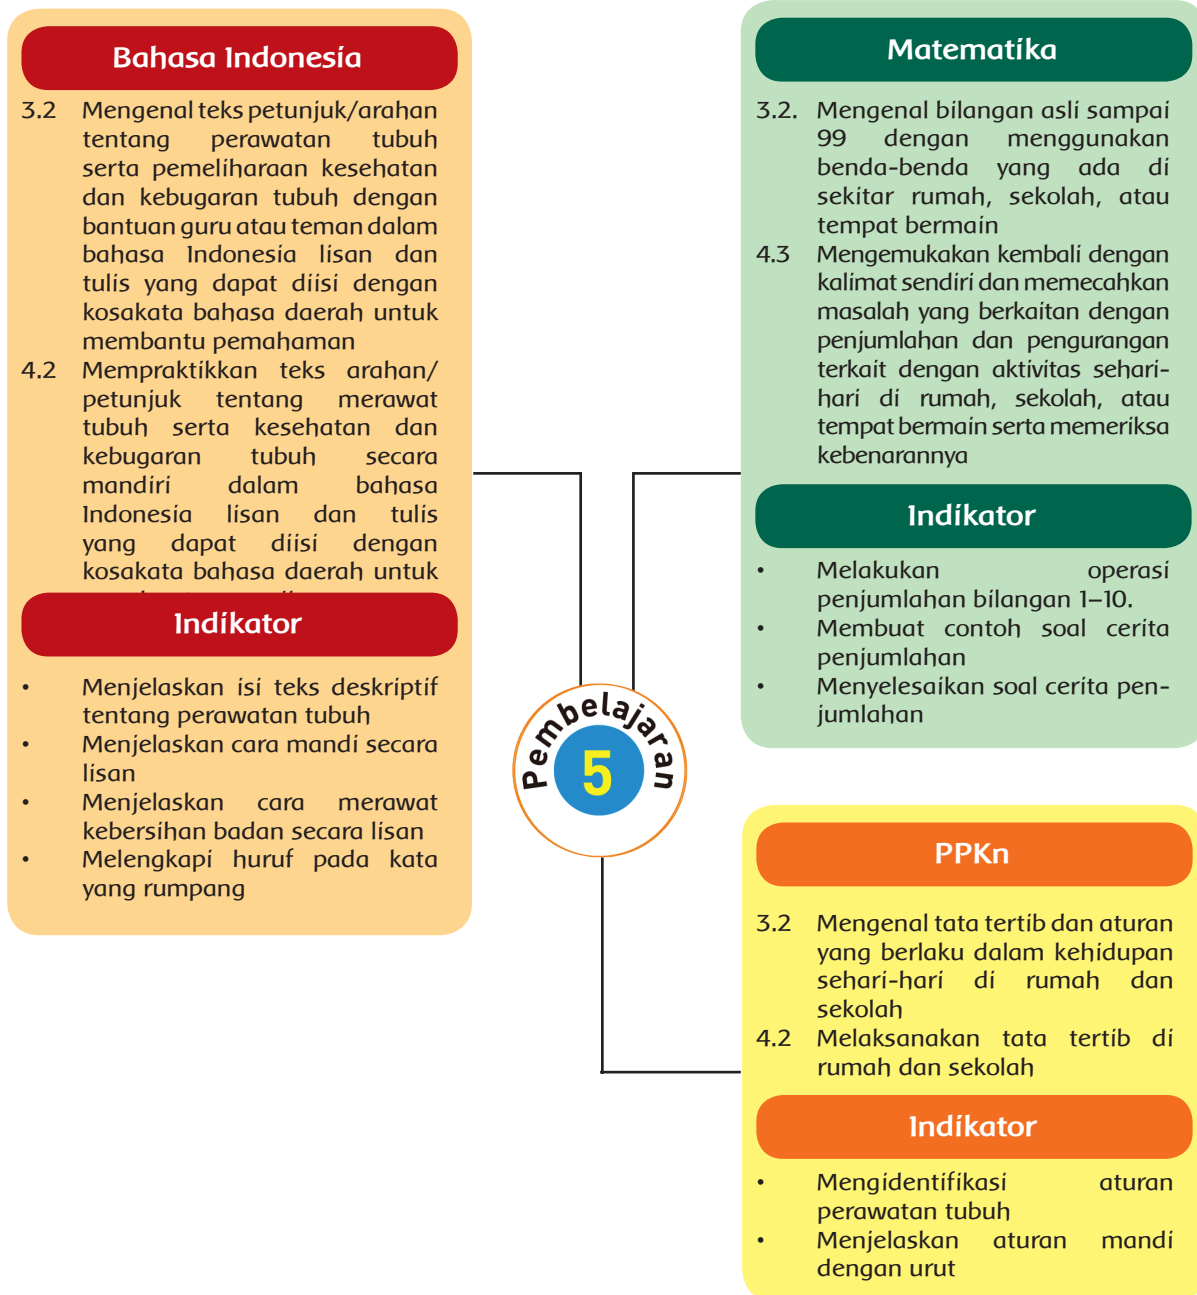 Bahasa Indonesia
3.2 Mengenal teks petunjuk/arahan
tentang perawatan tubuh
serta pemeliharaan kesehatan
dan kebugaran tubuh dengan
bantuan guru atau teman dalam
bahasa Indonesia lisan dan
tulis yang dapat diisi dengan
kosakata bahasa daerah untuk
membantu pemahaman
4.2 Mempraktikkan teks arahan/
petunjuk tentang merawat
tubuh serta kesehatan dan
kebugaran tubuh secara
mandiri dalam bahasa
Indonesia lisan dan tulis
yang dapat diisi dengan
kosakata bahasa daerah untuk
Indikator
• Menjelaskan isi teks deskriptif
tentang perawatan tubuh
• Menjelaskan cara mandi secara
lisan
• Menjelaskan cara merawat
kebersihan badan secara lisan
• Melengkapi huruf pada kata
yang rumpang
Pembelajaran
5
Matematika
3.2. Mengenal bilangan asli sampai
99 dengan menggunakan
benda-benda yang ada di
sekitar rumah, sekolah, atau
tempat bermain
4.3 Mengemukakan kembali dengan
kalimat sendiri dan memecahkan
masalah yang berkaitan dengan
penjumlahan dan pengurangan
terkait dengan aktivitas sehari-
hari di rumah, sekolah, atau
tempat bermain serta memeriksa
kebenarannya
Indikator
• Melakukan operasi
penjumlahan bilangan 1–10.
• Membuat contoh soal cerita
penjumlahan
• Menyelesaikan soal cerita pen-
jumlahan
PPKn
3.2 Mengenal tata tertib dan aturan
yang berlaku dalam kehidupan
sehari-hari di rumah dan
sekolah
4.2 Melaksanakan tata tertib di
rumah dan sekolah
Indikator
• Mengidentifikasi aturan
perawatan tubuh
• Menjelaskan aturan mandi
dengan urut